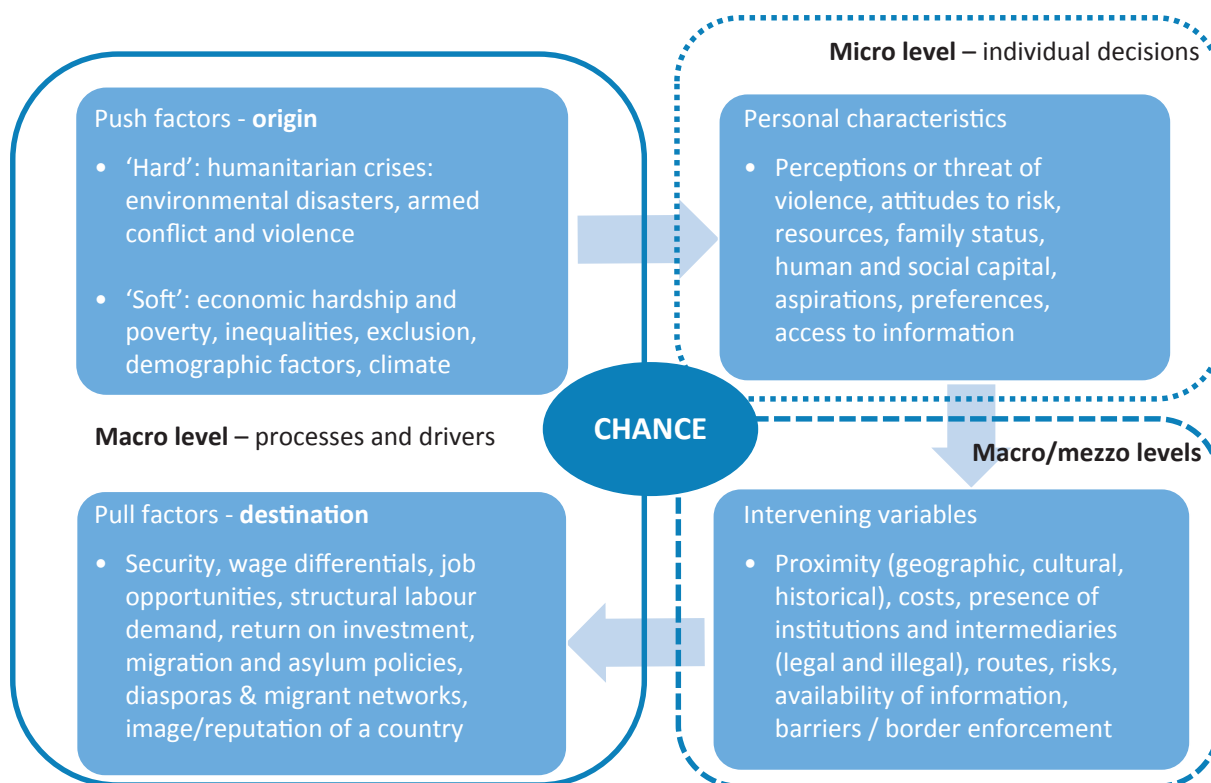 Push factors - origin
• ‘Hard’: humanitarian crises:
environmental disasters, armed
conflict and violence
• ‘Soft’: economic hardship and
poverty, inequalities, exclusion,
demographic factors, climate
Micro level – individual decisions
Personal characteristics
• Perceptions or threat of
violence, attitudes to risk,
resources, family status,
human and social capital,
aspirations, preferences,
access to information
CHANCE
Macro level – processes and drivers
Macro/mezzo levels
Intervening variables
• Proximity (geographic, cultural,
historical), costs, presence of
institutions and intermediaries
(legal and illegal), routes, risks,
availability of information,
barriers / border enforcement
Pull factors - destination
• Security, wage differentials, job
opportunities, structural labour
demand, return on investment,
migration and asylum policies,
diasporas & migrant networks,
image/reputation of a country